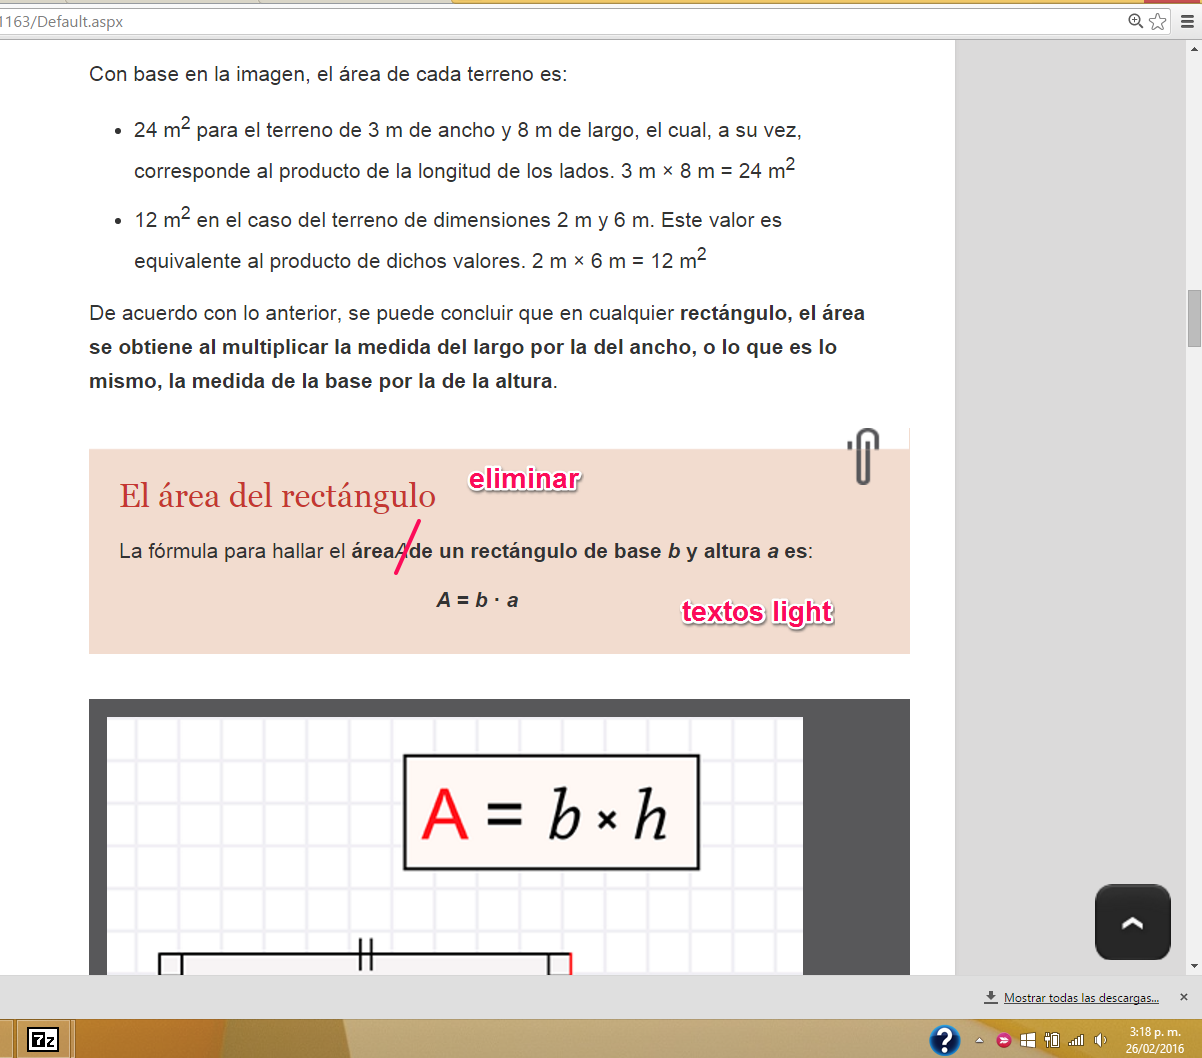 1163/Default.aspx
Con base en la imagen, el área de cada terreno es:
• 24 m² para el terreno de 3 m de ancho y 8 m de largo, el cual, a su vez,
corresponde al producto de la longitud de los lados. 3 m × 8 m = 24 m²
• 12 m² en el caso del terreno de dimensiones 2 m y 6 m. Este valor es
equivalente al producto de dichos valores. 2 m × 6 m = 12 m²
De acuerdo con lo anterior, se puede concluir que en cualquier rectángulo, el área
se obtiene al multiplicar la medida del largo por la del ancho, o lo que es lo
mismo, la medida de la base por la de la altura.
eliminar
El área del rectángulo
La fórmula para hallar el áreaAde un rectángulo de base b y altura a es:
A = b · a
textos light
A = b × h
Mostrar todas las descargas...
7z
?
3:18 p. m.
26/02/2016